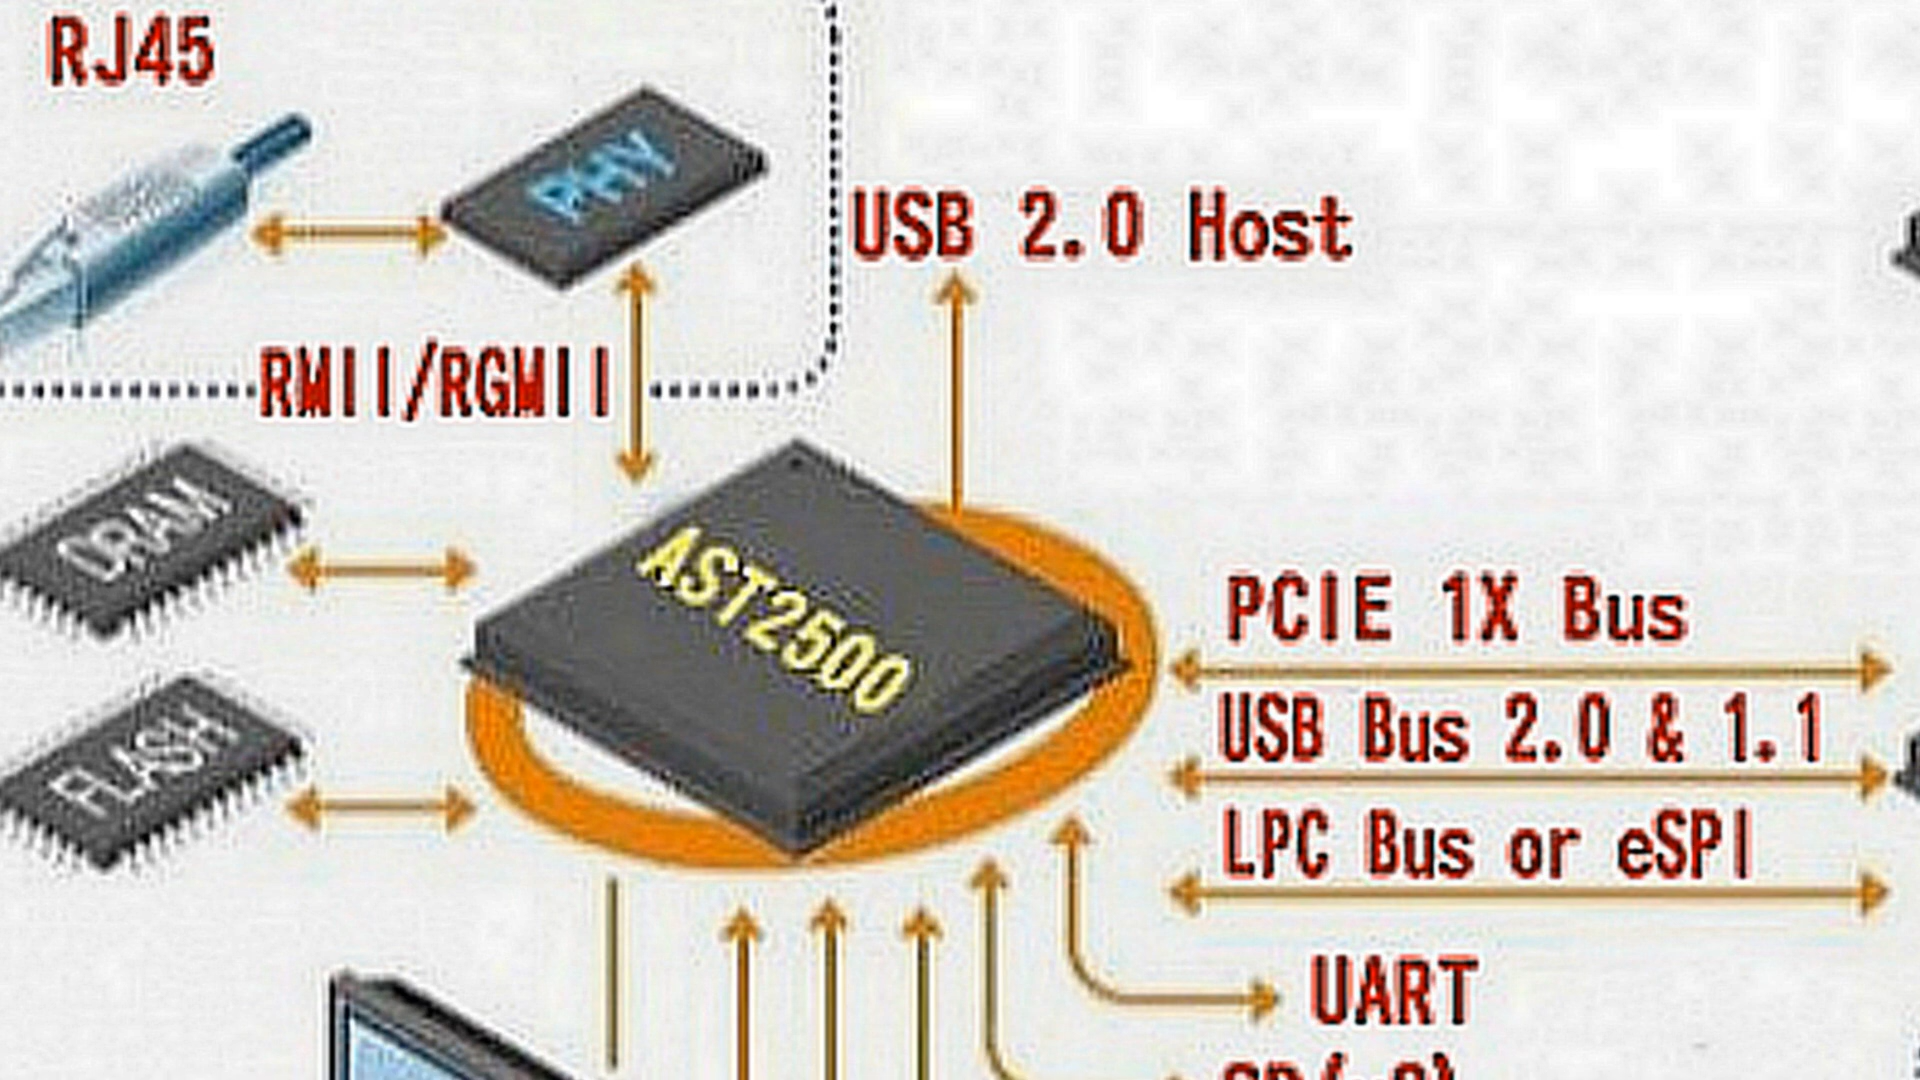 RJ45
PHY
USB 2.0 Host
RMII/RGMII
DRAM
AST2500
FLASH
PCIE 1X Bus
USB Bus 2.0 & 1.1
LPC Bus or eSPI
UART